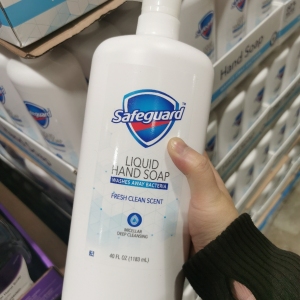 Hand Soap
Safeguard
LIQUID
HAND SOAP
WASHES AWAY BACTERIA
FRESH CLEAN SCENT
MICELLAR
DEEP CLEANSING
40 FL OZ (1183 mL)